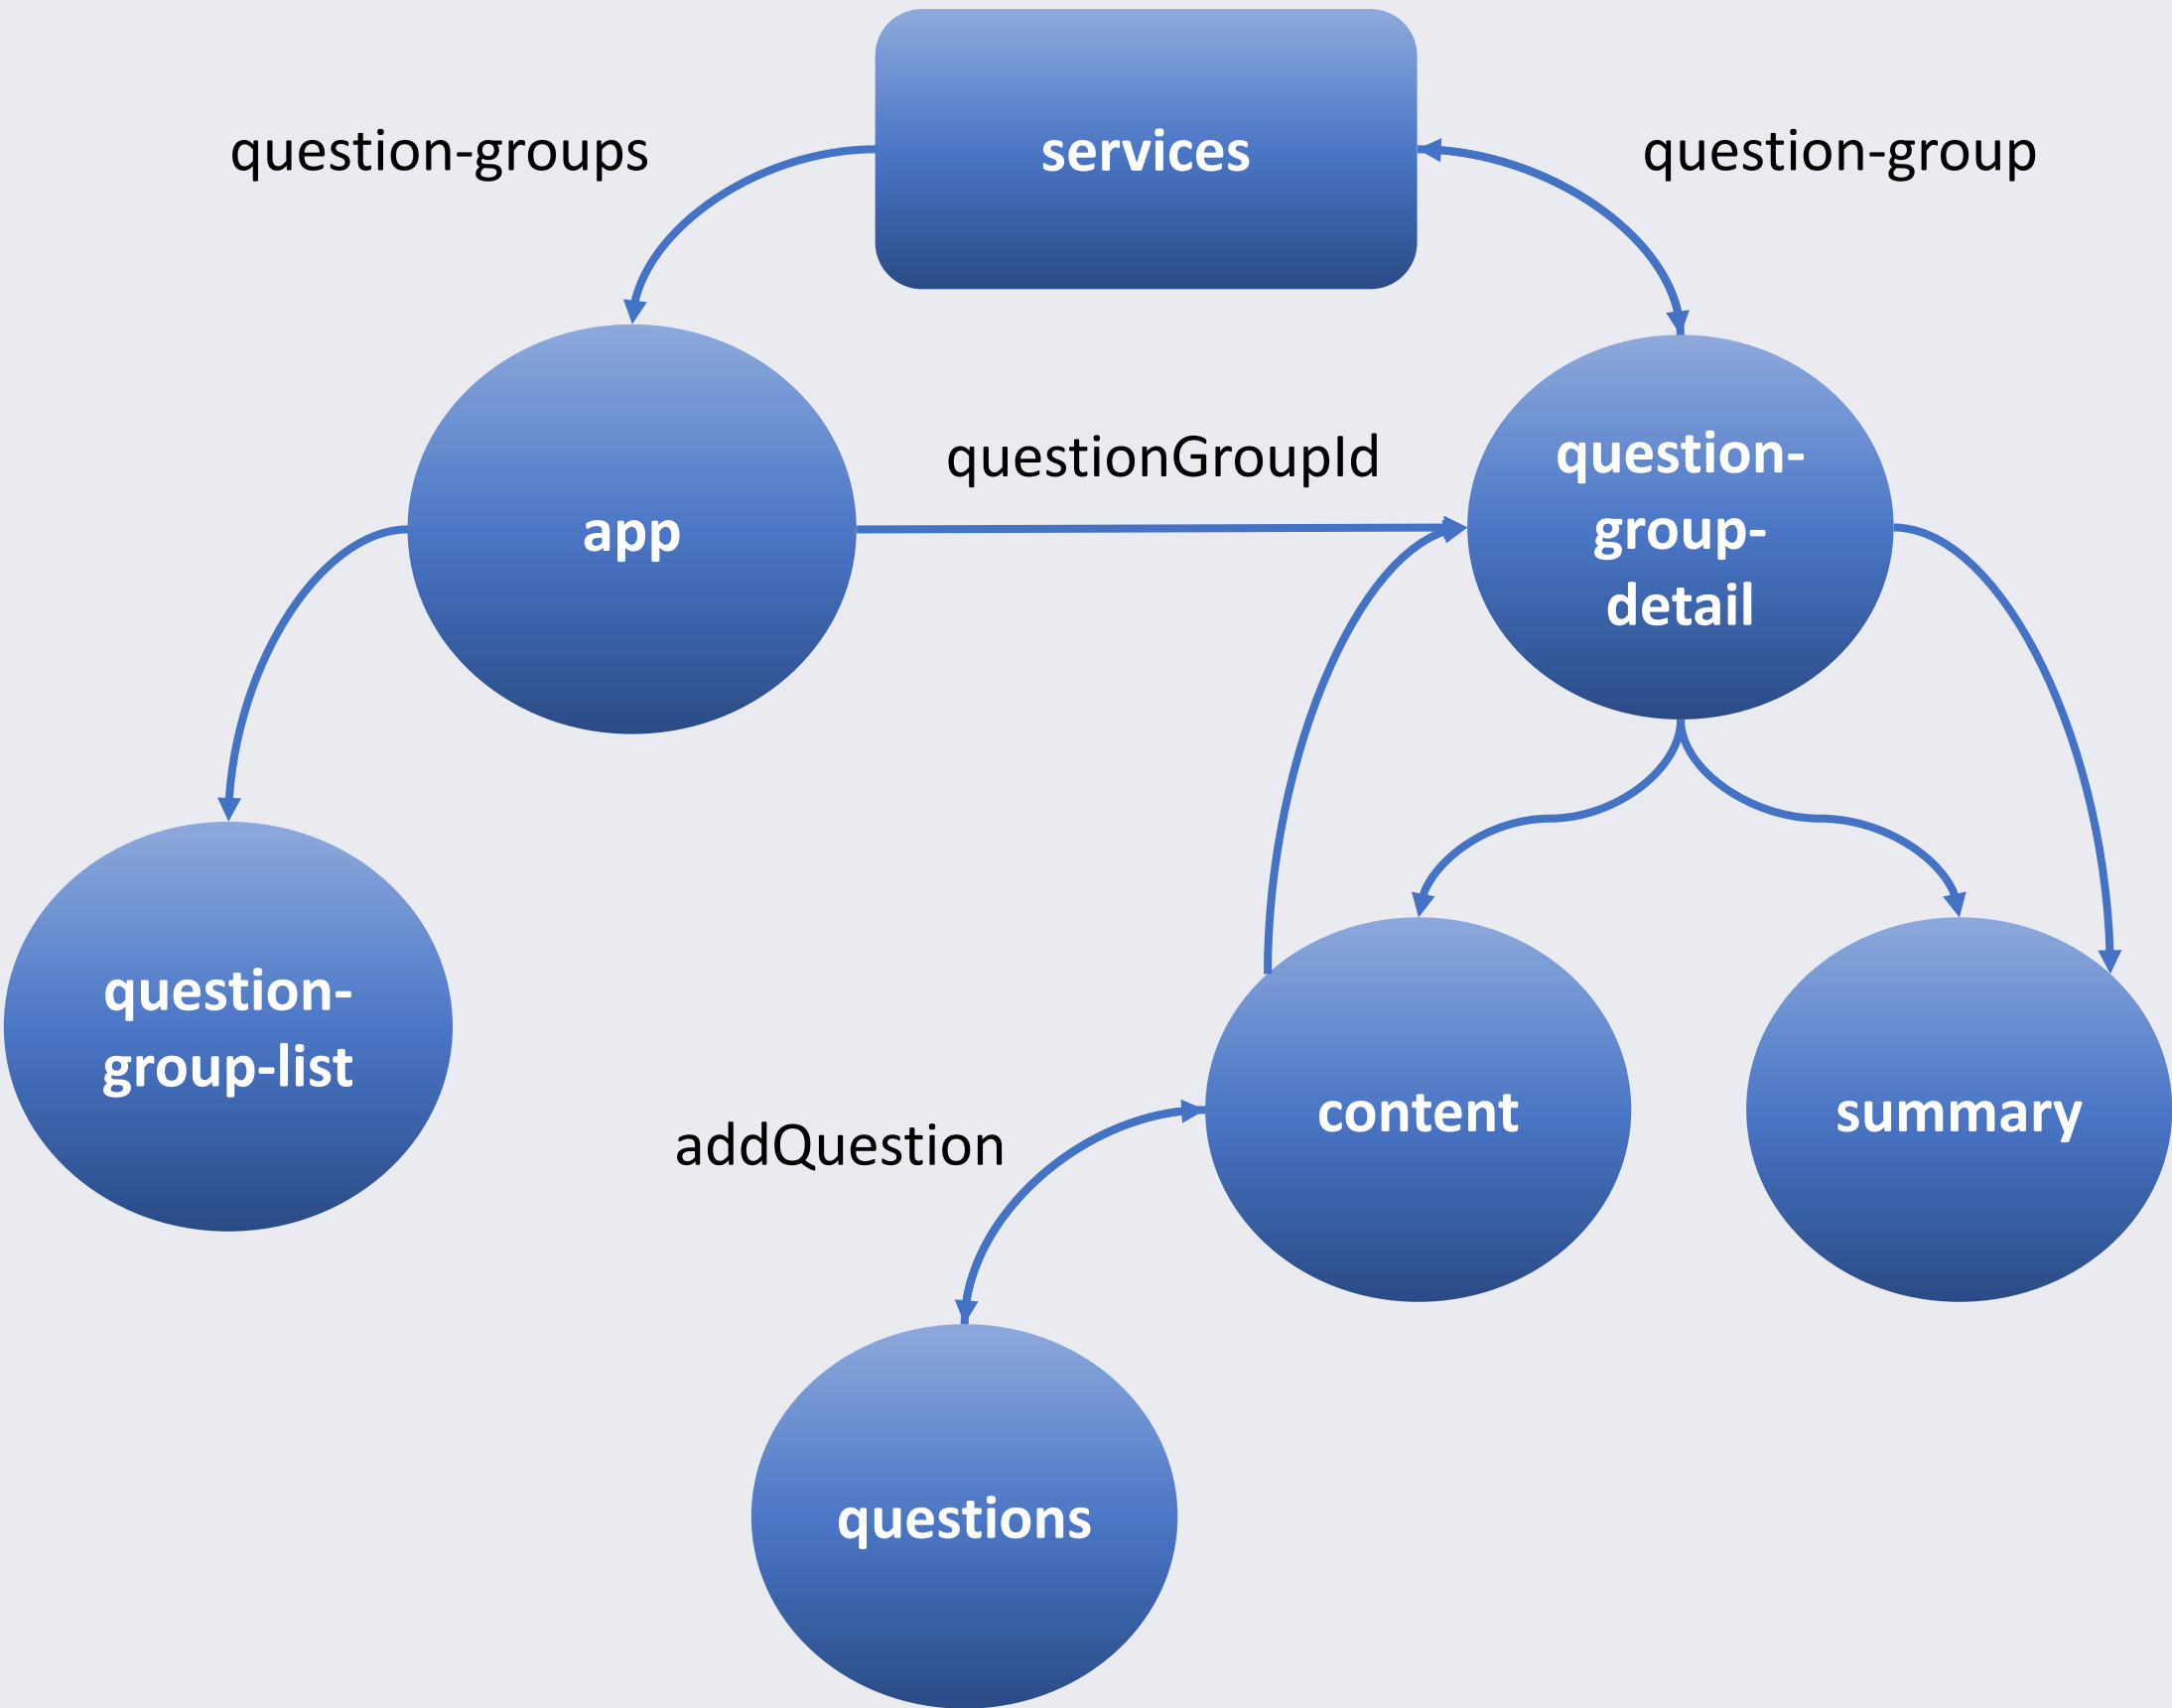 services
question-groups
question-group
questionGroupId
app
question-
group-
detail
question-
group-list
content
summary
addQuestion
questions